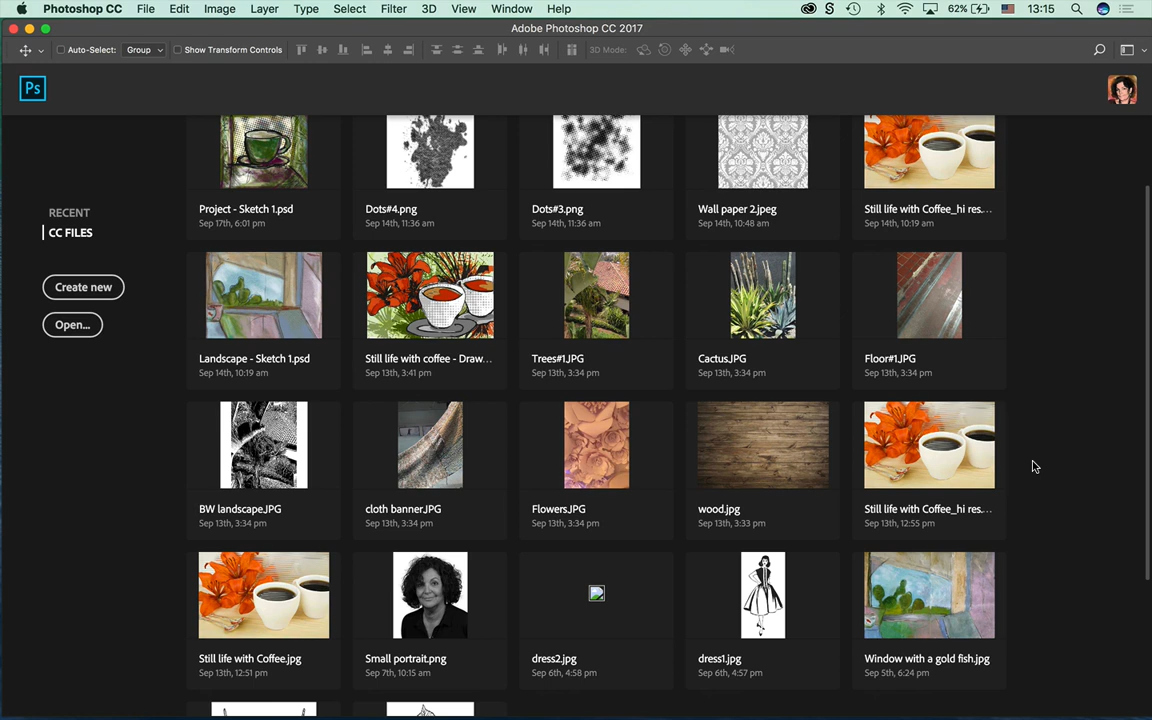 Photoshop CC File Edit Image Layer Type Select Filter 3D View Window Help 62% 13:15
Adobe Photoshop CC 2017
Auto-Select: Group Show Transform Controls 3D Mode:
Ps
Project - Sketch 1.psd
Sep 17th, 6:01 pm
Dots#4.png
Sep 14th, 11:36 am
Dots#3.png
Sep 14th, 11:36 am
Wall paper 2.jpeg
Sep 14th, 10:48 am
Still life with Coffee_hi res....
Sep 14th, 10:19 am
RECENT
CC FILES
Create new
Open...
Landscape - Sketch 1.psd
Sep 14th, 10:19 am
Still life with coffee - Draw...
Sep 13th, 3:41 pm
Trees#1.JPG
Sep 13th, 3:34 pm
Cactus.JPG
Sep 13th, 3:34 pm
Floor#1.JPG
Sep 13th, 3:34 pm
BW landscape.JPG
Sep 13th, 3:34 pm
cloth banner.JPG
Sep 13th, 3:34 pm
Flowers.JPG
Sep 13th, 3:34 pm
wood.jpg
Sep 13th, 3:33 pm
Still life with Coffee_hi res....
Sep 13th, 12:55 pm
Still life with Coffee.jpg
Sep 13th, 12:51 pm
Small portrait.png
Sep 7th, 10:15 am
dress2.jpg
Sep 6th, 4:58 pm
dress1.jpg
Sep 6th, 4:57 pm
Window with a gold fish.jpg
Sep 5th, 6:24 pm